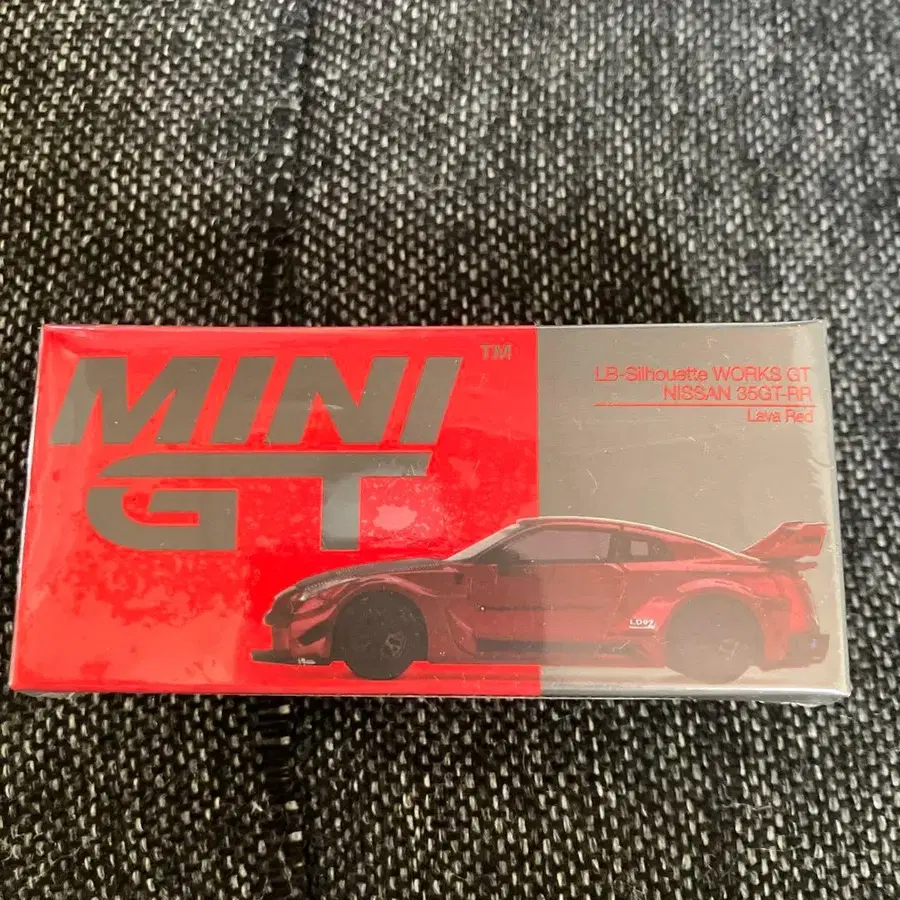 MINI
GT
TM
LB-Silhouette WORKS GT
NISSAN 35GT-RR
Lava Red